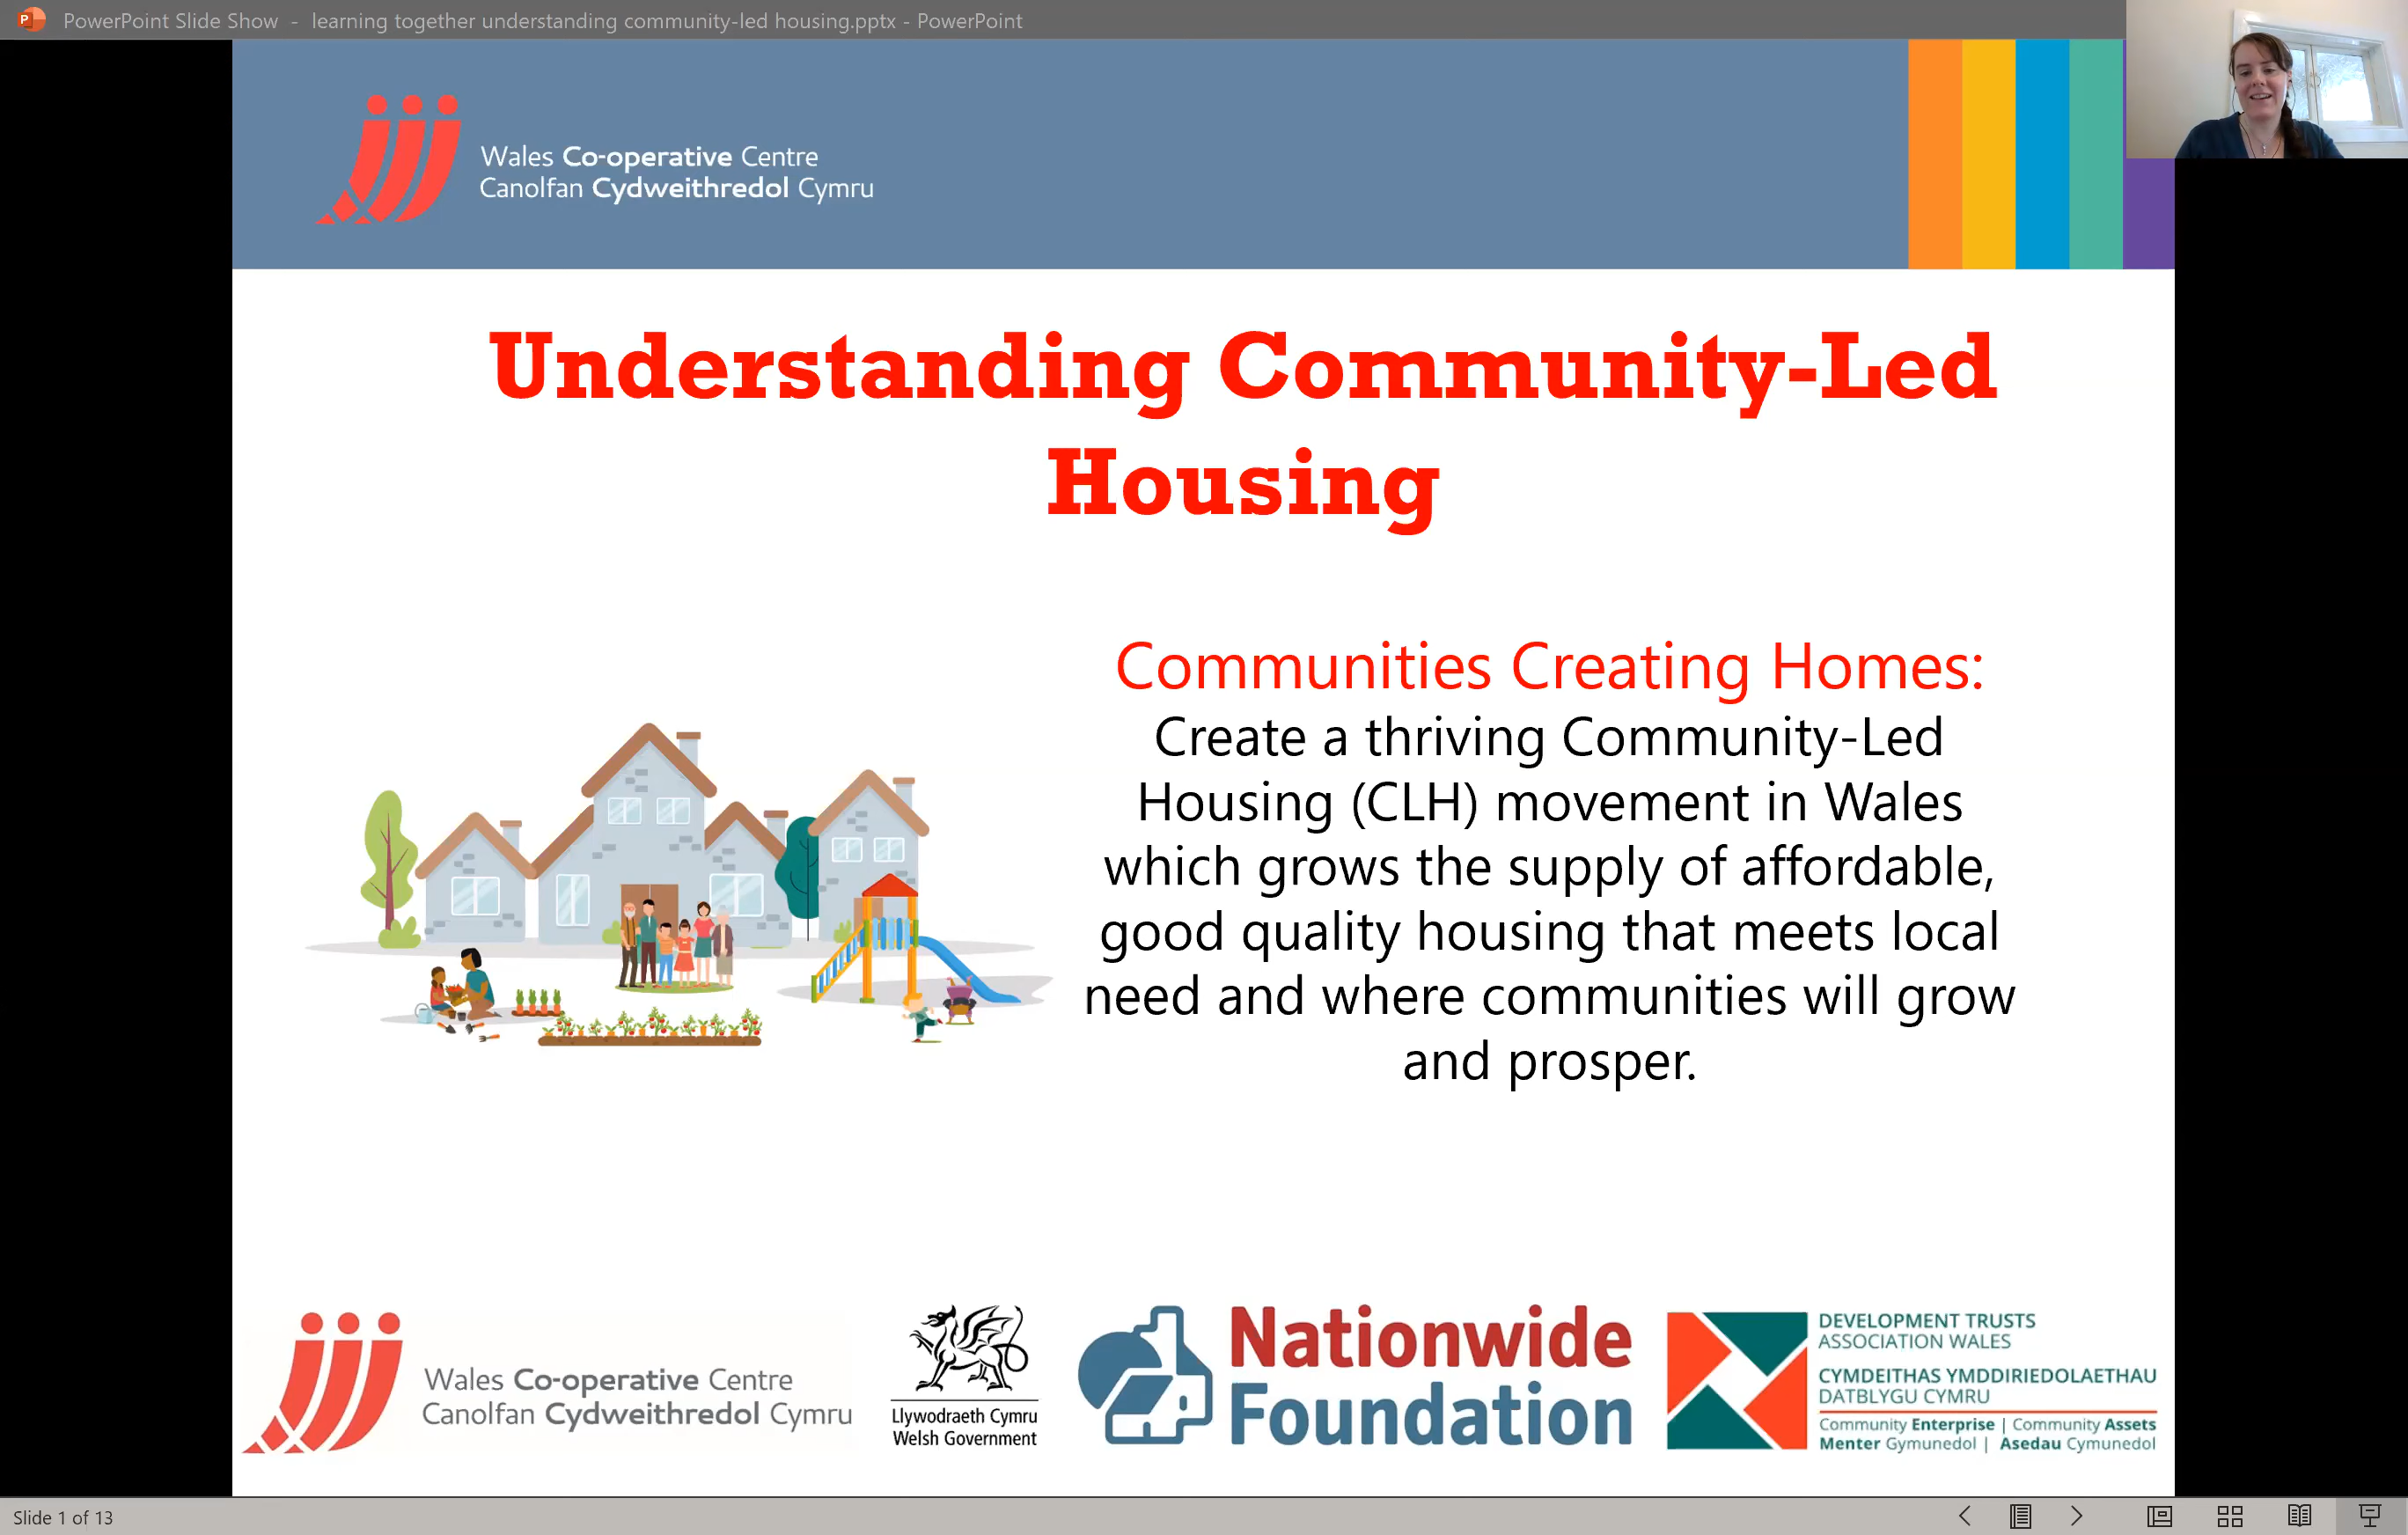 PowerPoint Slide Show - learning together understanding community-led housing.pptx - PowerPoint
Wales Co-operative Centre
Canolfan Cydweithredol Cymru
Understanding Community-Led
Housing
Communities Creating Homes:
Create a thriving Community-Led
Housing (CLH) movement in Wales
which grows the supply of affordable,
good quality housing that meets local
need and where communities will grow
and prosper.
Wales Co-operative Centre
Canolfan Cydweithredol Cymru
Llywodraeth Cymru
Welsh Government
Nationwide
Foundation
DEVELOPMENT TRUSTS
ASSOCIATION WALES
CYMDEITHAS YMDDIRIEDOLAETHAU
DATBLYGU CYMRU
Community Enterprise | Community Assets
Menter Gymunedol | Asedau Cymunedol
Slide 1 of 13